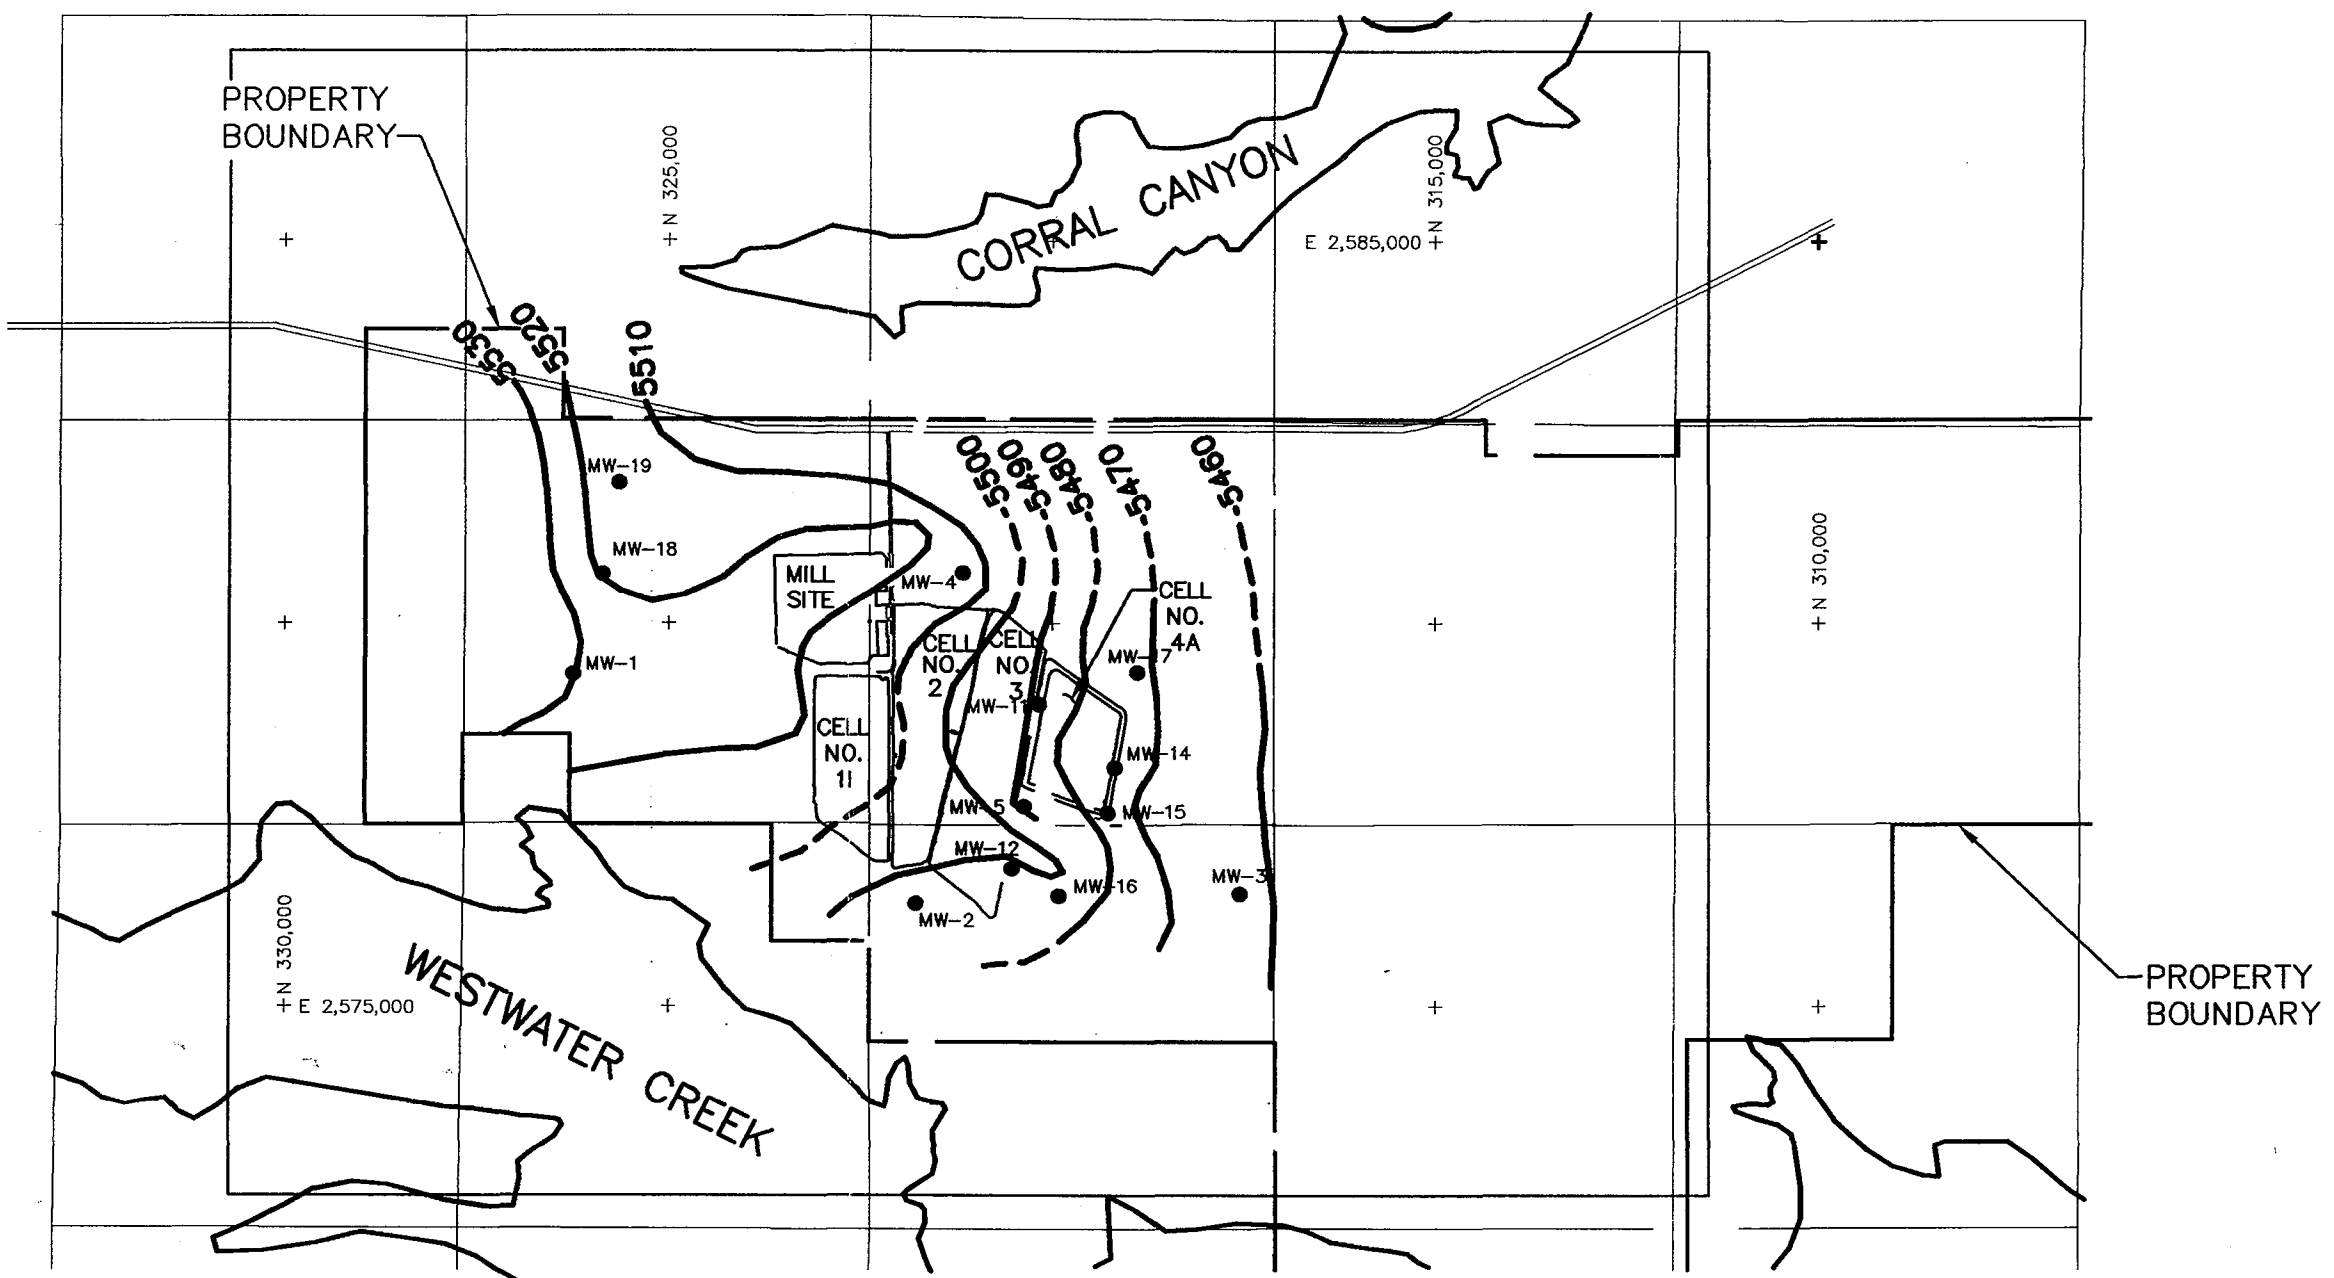 PROPERTY
BOUNDARY
N 325,000
CORRAL CANYON
N 315,000
E 2,585,000
5530
5520
5510
5500
5490
5480
5470
5460
MW-19
MW-18
MILL
SITE
MW-4
CELL
NO.
4A
N 310,000
MW-1
CELL
NO.
2
CELL
NO.
3
MW-17
MW-11
CELL
NO.
1I
MW-14
MW-5
MW-15
MW-12
MW-16
MW-3
MW-2
N 330,000
E 2,575,000
WESTWATER CREEK
PROPERTY
BOUNDARY